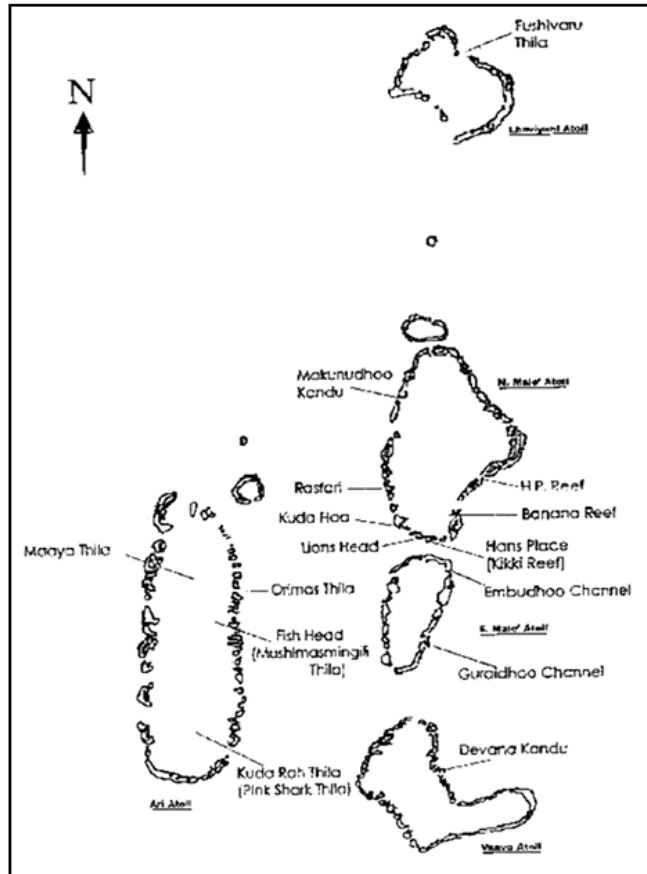 Fushivaru
Thila
Lhaviyani Atoll
N
Makunudhoo
Kandu
N. Male' Atoll
Rasfari
H.P. Reef
Kuda Haa
Banana Reef
Lions Head
Hans Place
(Kikki Reef)
Maaya Thila
Orimas Thila
Embudhoo Channel
S. Male' Atoll
Fish Head
(Mushimasmingili
Thila)
Guraidhoo Channel
Devana Kandu
Kuda Rah Thila
(Pink Shark Thila)
Ari Atoll
Vaavu Atoll